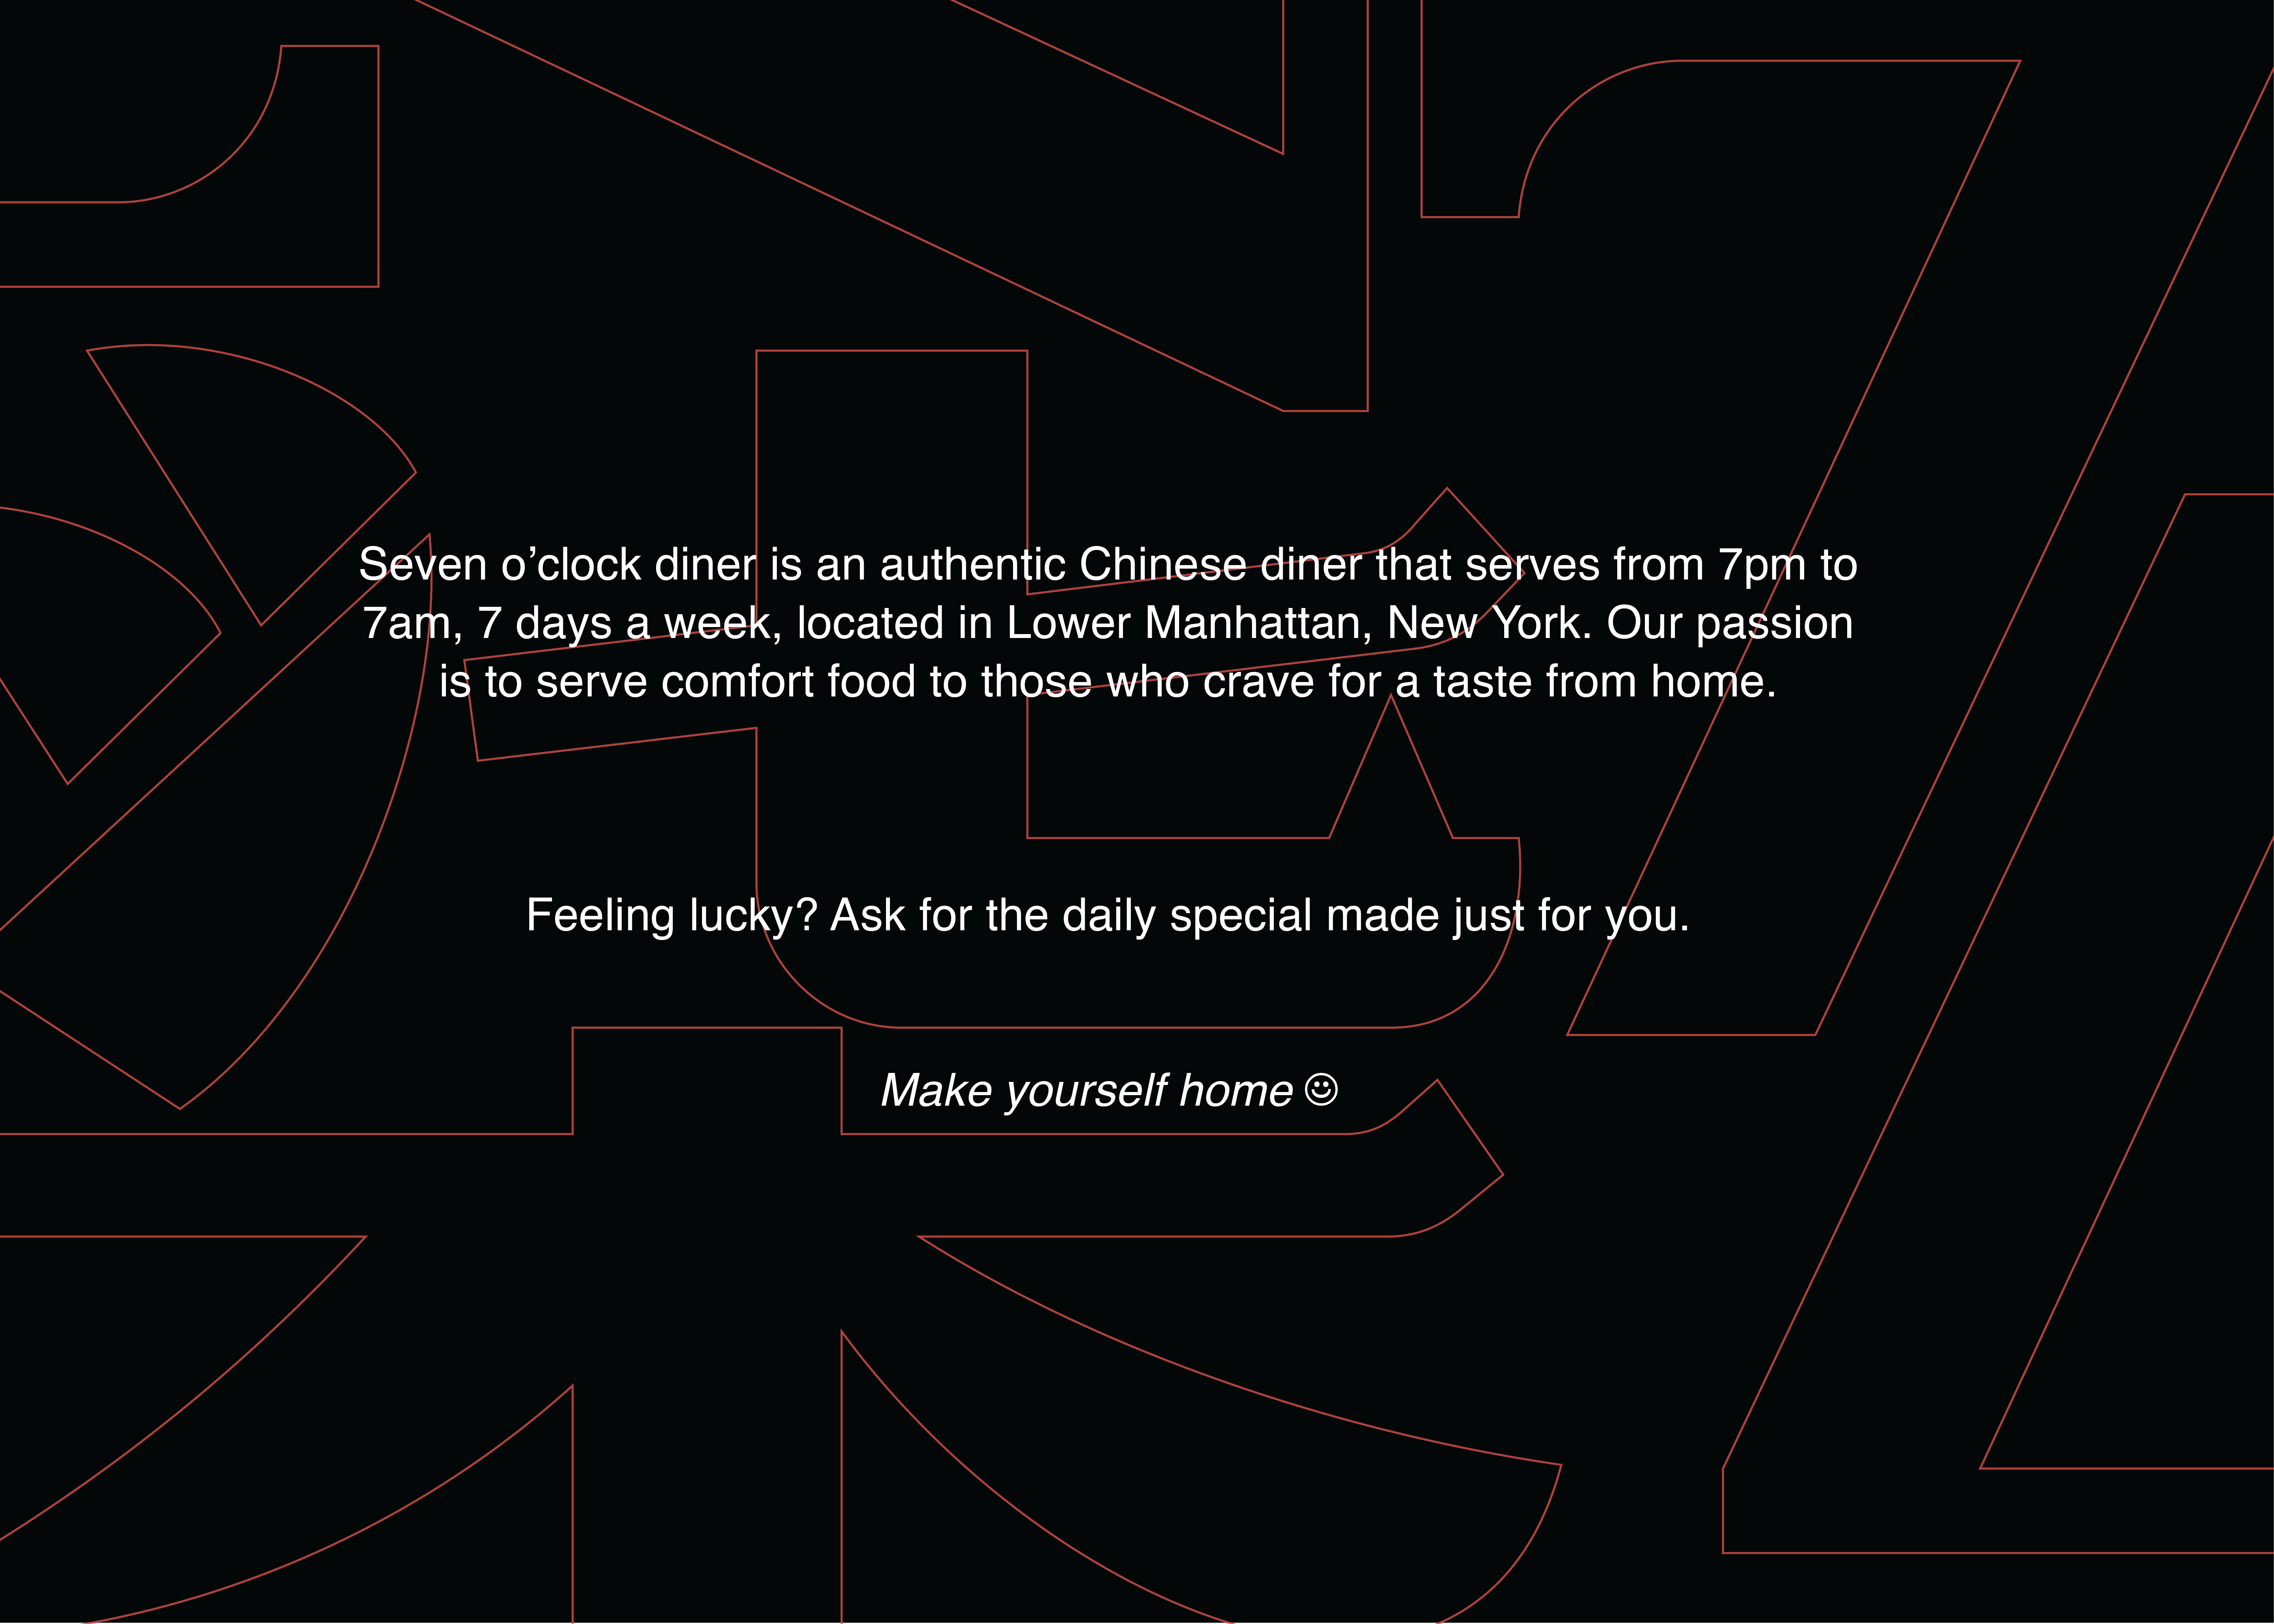 Seven o’clock diner is an authentic Chinese diner that serves from 7pm to
7am, 7 days a week, located in Lower Manhattan, New York. Our passion
is to serve comfort food to those who crave for a taste from home.
Feeling lucky? Ask for the daily special made just for you.
Make yourself home ☺